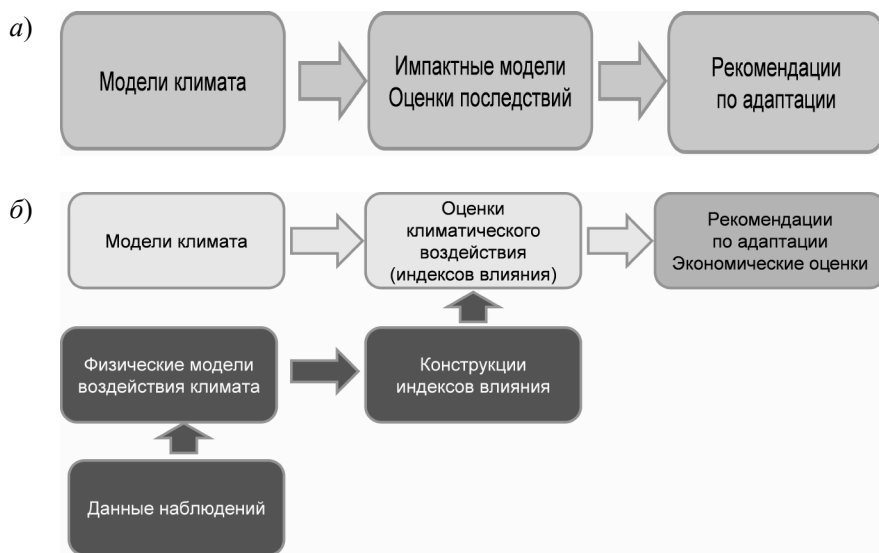 а)
Модели климата
Импактные модели
Оценки последствий
Рекомендации
по адаптации
б)
Модели климата
Оценки
климатического
воздействия
(индексов влияния)
Рекомендации
по адаптации
Экономические оценки
Физические модели
воздействия климата
Конструкции
индексов влияния
Данные наблюдений